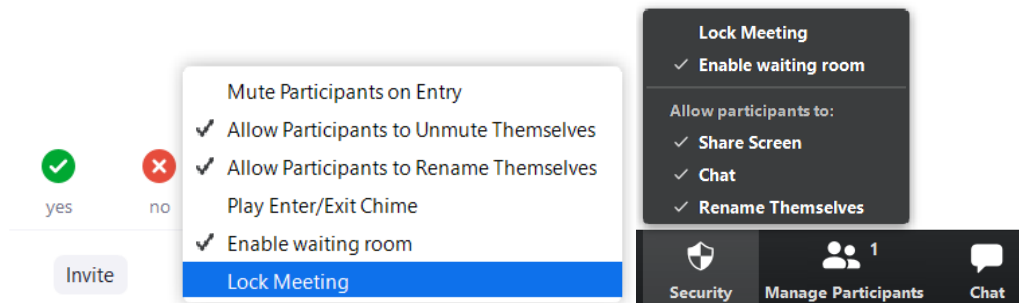 Mute Participants on Entry
Allow Participants to Unmute Themselves
Allow Participants to Rename Themselves
Play Enter/Exit Chime
Enable waiting room
Lock Meeting
yes
no
Invite
Lock Meeting
Enable waiting room
Allow participants to:
Share Screen
Chat
Rename Themselves
1
Security
Manage Participants
Chat